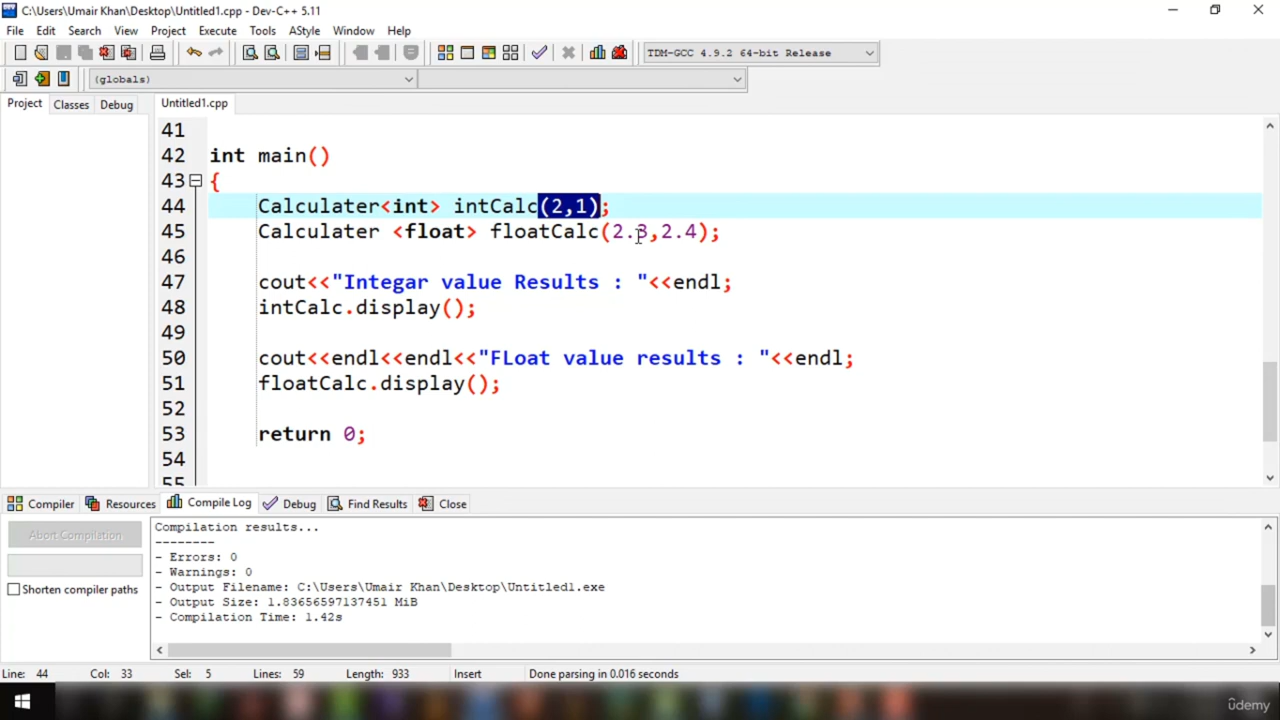 C:\Users\Umair Khan\Desktop\Untitled1.cpp - Dev-C++ 5.11
File Edit Search View Project Execute Tools AStyle Window Help
TDM-GCC 4.9.2 64-bit Release
(globals)
Project Classes Debug Untitled1.cpp
41
42 int main()
43 {
44 Calculater<int> intCalc(2,1);
45 Calculater <float> floatCalc(2.3,2.4);
46
47 cout<<"Integar value Results : "<<endl;
48 intCalc.display();
49
50 cout<<endl<<endl<<"FLoat value results : "<<endl;
51 floatCalc.display();
52
53 return 0;
54
55
Compiler Resources Compile Log Debug Find Results Close
Abort Compilation
Shorten compiler paths
Compilation results...
--------
- Errors: 0
- Warnings: 0
- Output Filename: C:\Users\Umair Khan\Desktop\Untitled1.exe
- Output Size: 1.83656597137451 MiB
- Compilation Time: 1.42s
Line: 44 Col: 33 Sel: 5 Lines: 59 Length: 933 Insert Done parsing in 0.016 seconds
ûdemy